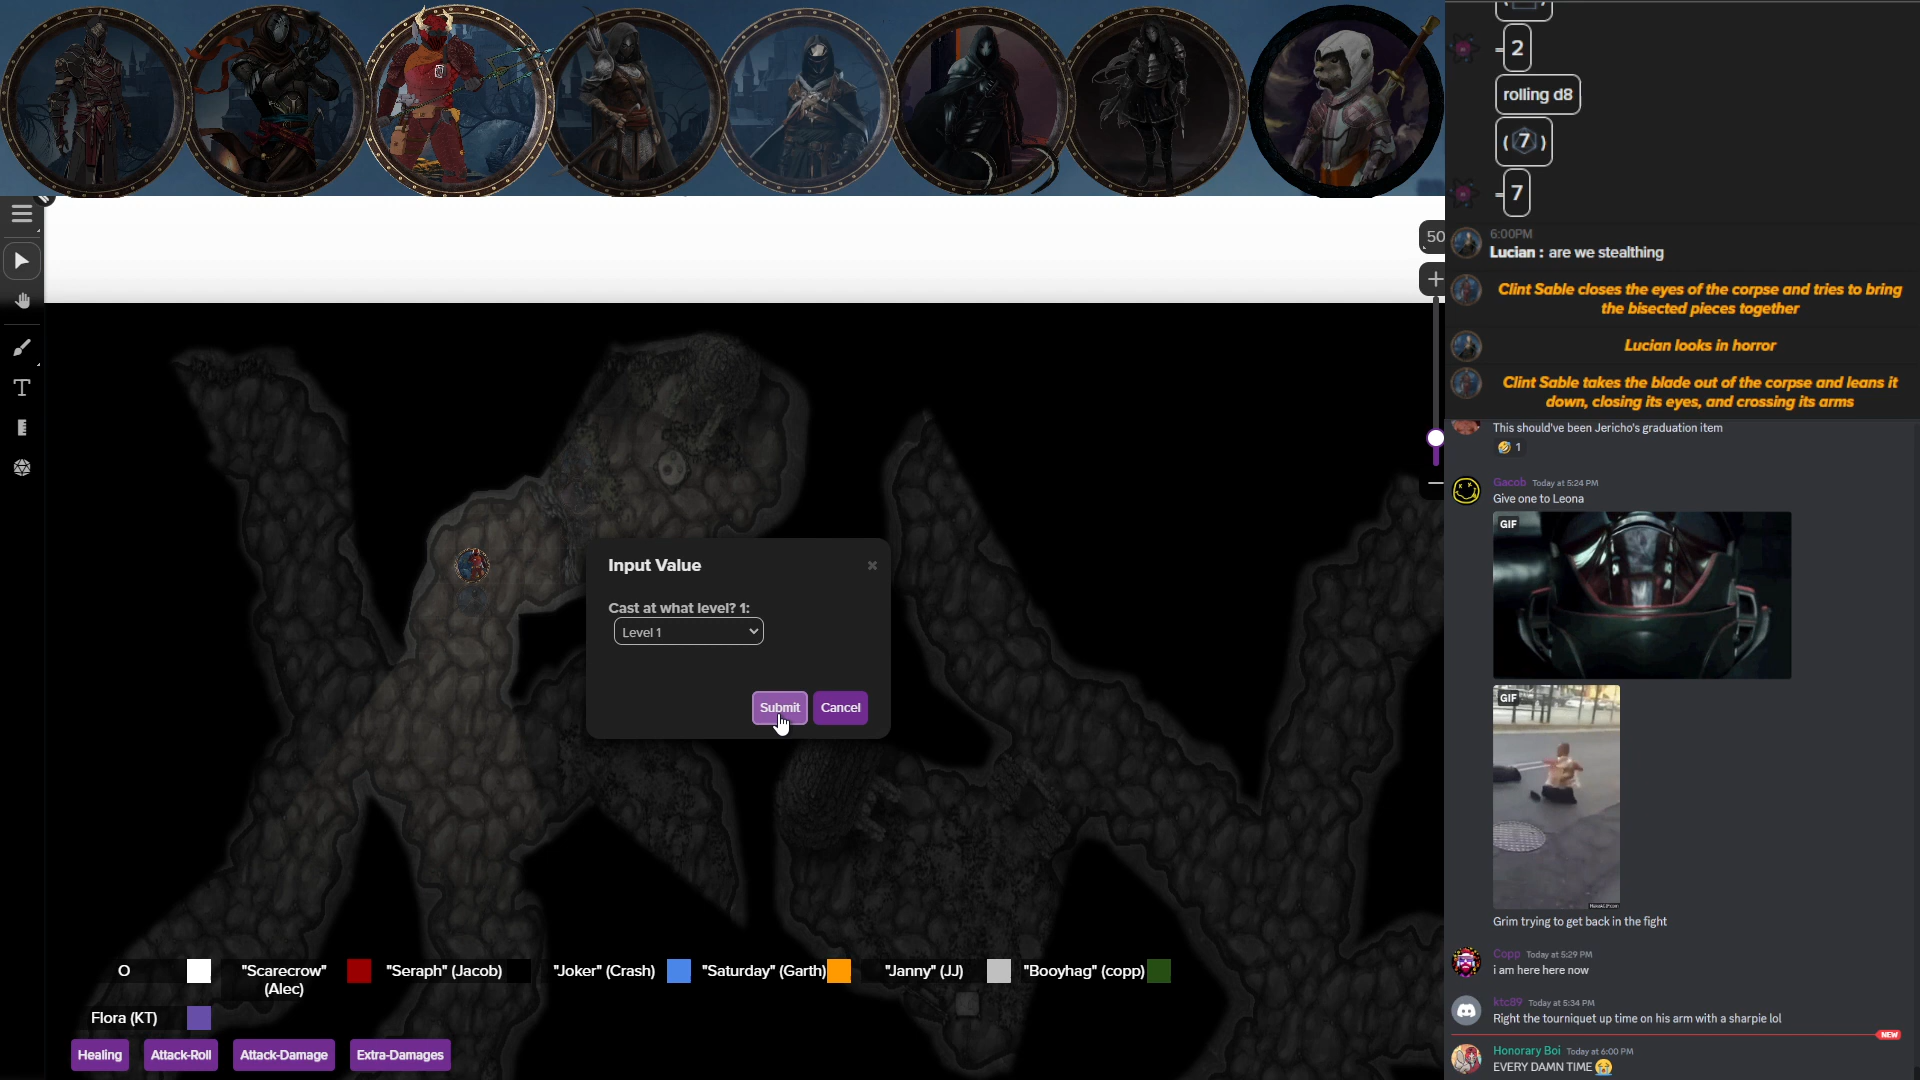 =2
rolling d8
(7)
=7
6:00PM
Lucian : are we stealthing
Clint Sable closes the eyes of the corpse and tries to bring
the bisected pieces together
Lucian looks in horror
Clint Sable takes the blade out of the corpse and leans it
down, closing its eyes, and crossing its arms
This should've been Jericho's graduation item
🤣 1
Gacob Today at 5:24 PM
Give one to Leona
GIF
GIF
Grim trying to get back in the fight
Copp Today at 5:29 PM
i am here here now
ktc89 Today at 5:34 PM
Right the tourniquet up time on his arm with a sharpie lol
NEW
Honorary Boi Today at 6:00 PM
EVERY DAMN TIME 😭
50
+
−
T
Input Value
×
Cast at what level? 1:
Level 1
Submit
Cancel
O
"Scarecrow"
(Alec)
"Seraph" (Jacob)
"Joker" (Crash)
"Saturday" (Garth)
"Janny" (JJ)
"Booyhag" (copp)
Flora (KT)
Healing
Attack-Roll
Attack-Damage
Extra-Damages